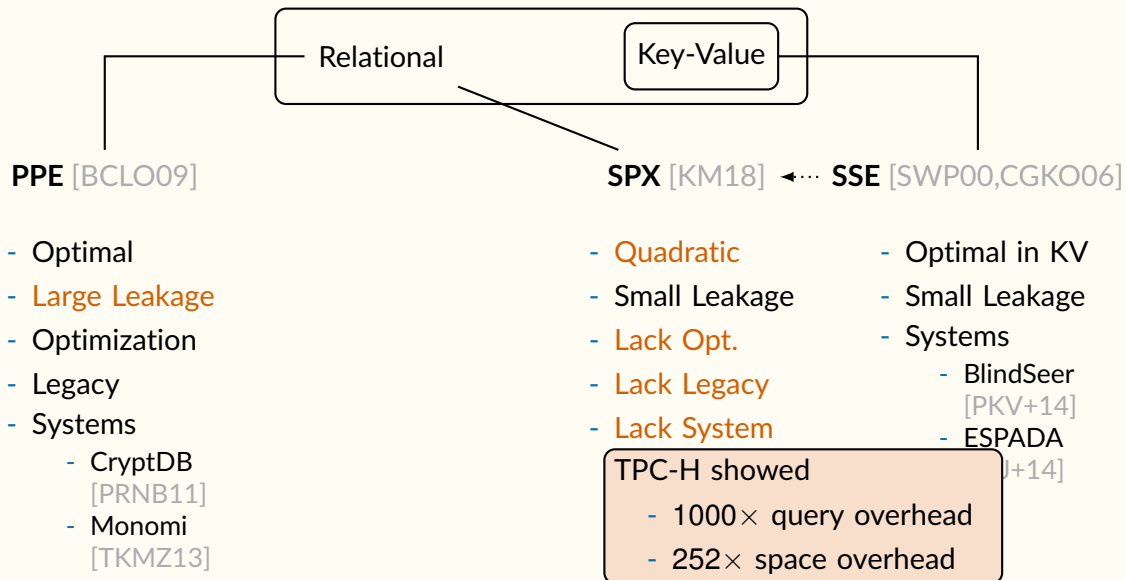 Relational
Key-Value
PPE [BCLO09]
- Optimal
- Large Leakage
- Optimization
- Legacy
- Systems
- CryptDB
[PRNB11]
- Monomi
[TKMZ13]
SPX [KM18]
- Quadratic
- Small Leakage
- Lack Opt.
- Lack Legacy
- Lack System
TPC-H showed
- 1000× query overhead
- 252× space overhead
SSE [SWP00,CGKO06]
- Optimal in KV
- Small Leakage
- Systems
- BlindSeer
[PKV+14]
- ESPADA
+14]